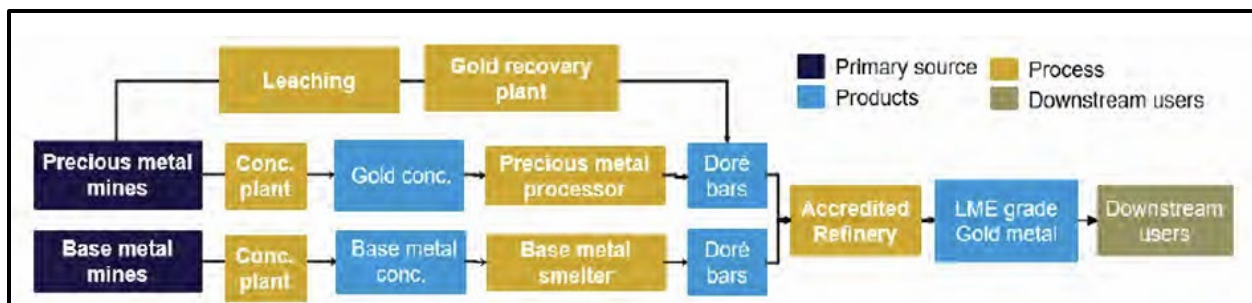 Leaching
Gold recovery
plant
Primary source
Process
Products
Downstream users
Precious metal
mines
Conc.
plant
Gold conc.
Precious metal
processor
Doré
bars
Base metal
mines
Conc.
plant
Base metal
conc.
Base metal
smelter
Doré
bars
Accredited
Refinery
LME grade
Gold metal
Downstream
users